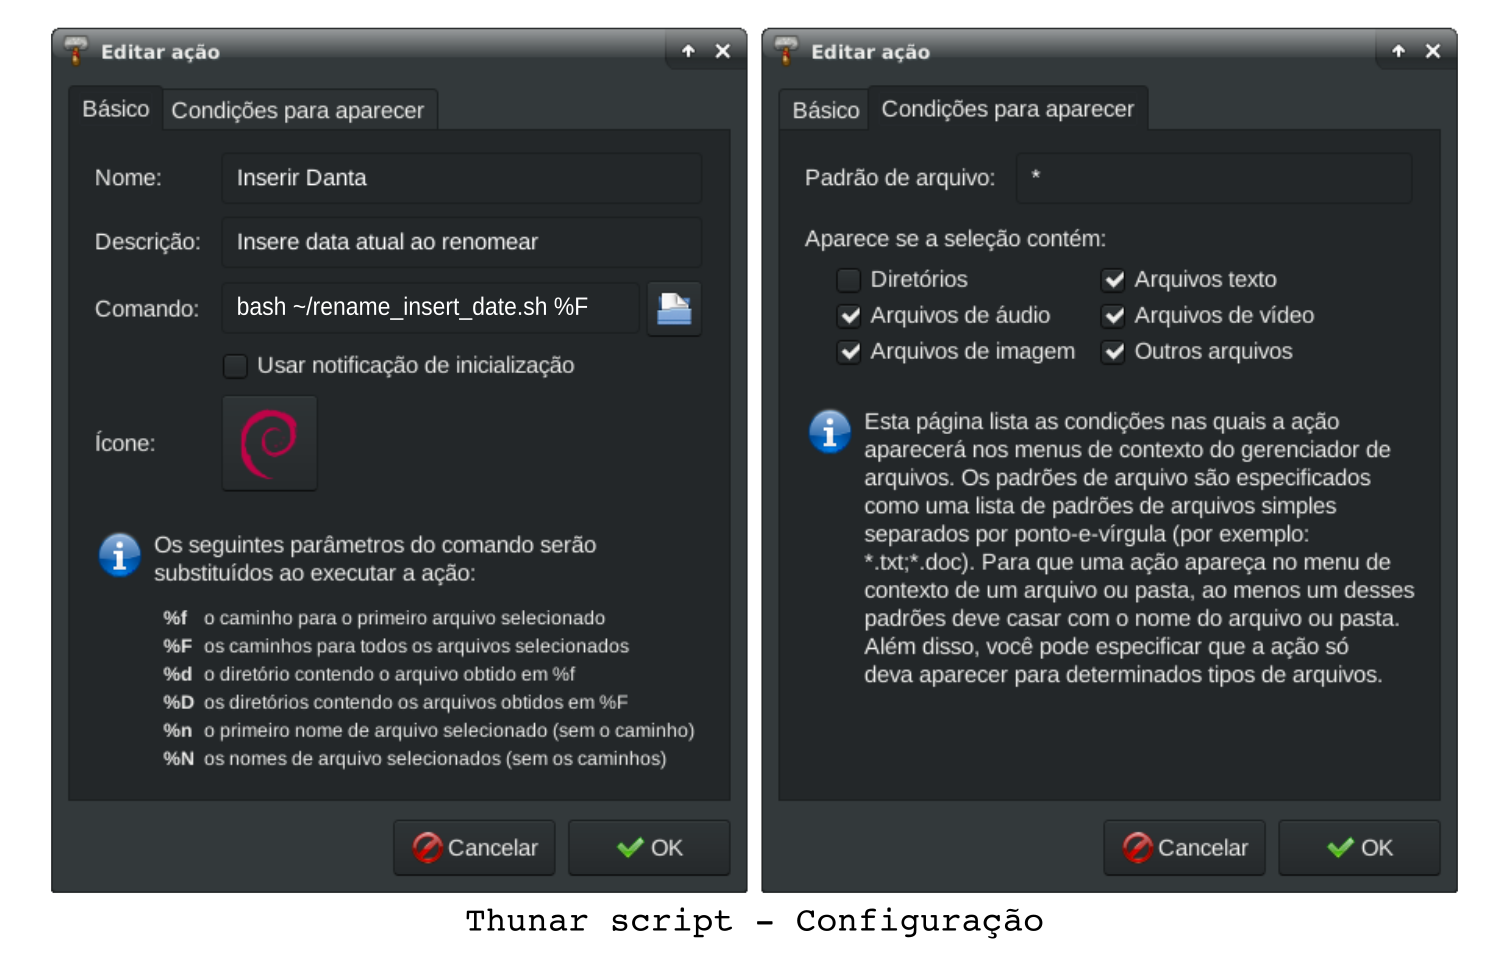 Editar ação
Básico
Condições para aparecer
Nome:
Inserir Danta
Descrição:
Insere data atual ao renomear
Comando:
bash ~/rename_insert_date.sh %F
Usar notificação de inicialização
Ícone:
Os seguintes parâmetros do comando serão
substituídos ao executar a ação:
%f o caminho para o primeiro arquivo selecionado
%F os caminhos para todos os arquivos selecionados
%d o diretório contendo o arquivo obtido em %f
%D os diretórios contendo os arquivos obtidos em %F
%n o primeiro nome de arquivo selecionado (sem o caminho)
%N os nomes de arquivo selecionados (sem os caminhos)
Cancelar
OK
Editar ação
Básico
Condições para aparecer
Padrão de arquivo:
*
Aparece se a seleção contém:
Diretórios
Arquivos texto
Arquivos de áudio
Arquivos de vídeo
Arquivos de imagem
Outros arquivos
Esta página lista as condições nas quais a ação
aparecerá nos menus de contexto do gerenciador de
arquivos. Os padrões de arquivo são especificados
como uma lista de padrões de arquivos simples
separados por ponto-e-vírgula (por exemplo:
*.txt;*.doc). Para que uma ação apareça no menu de
contexto de um arquivo ou pasta, ao menos um desses
padrões deve casar com o nome do arquivo ou pasta.
Além disso, você pode especificar que a ação só
deva aparecer para determinados tipos de arquivos.
Cancelar
OK
Thunar script - Configuração